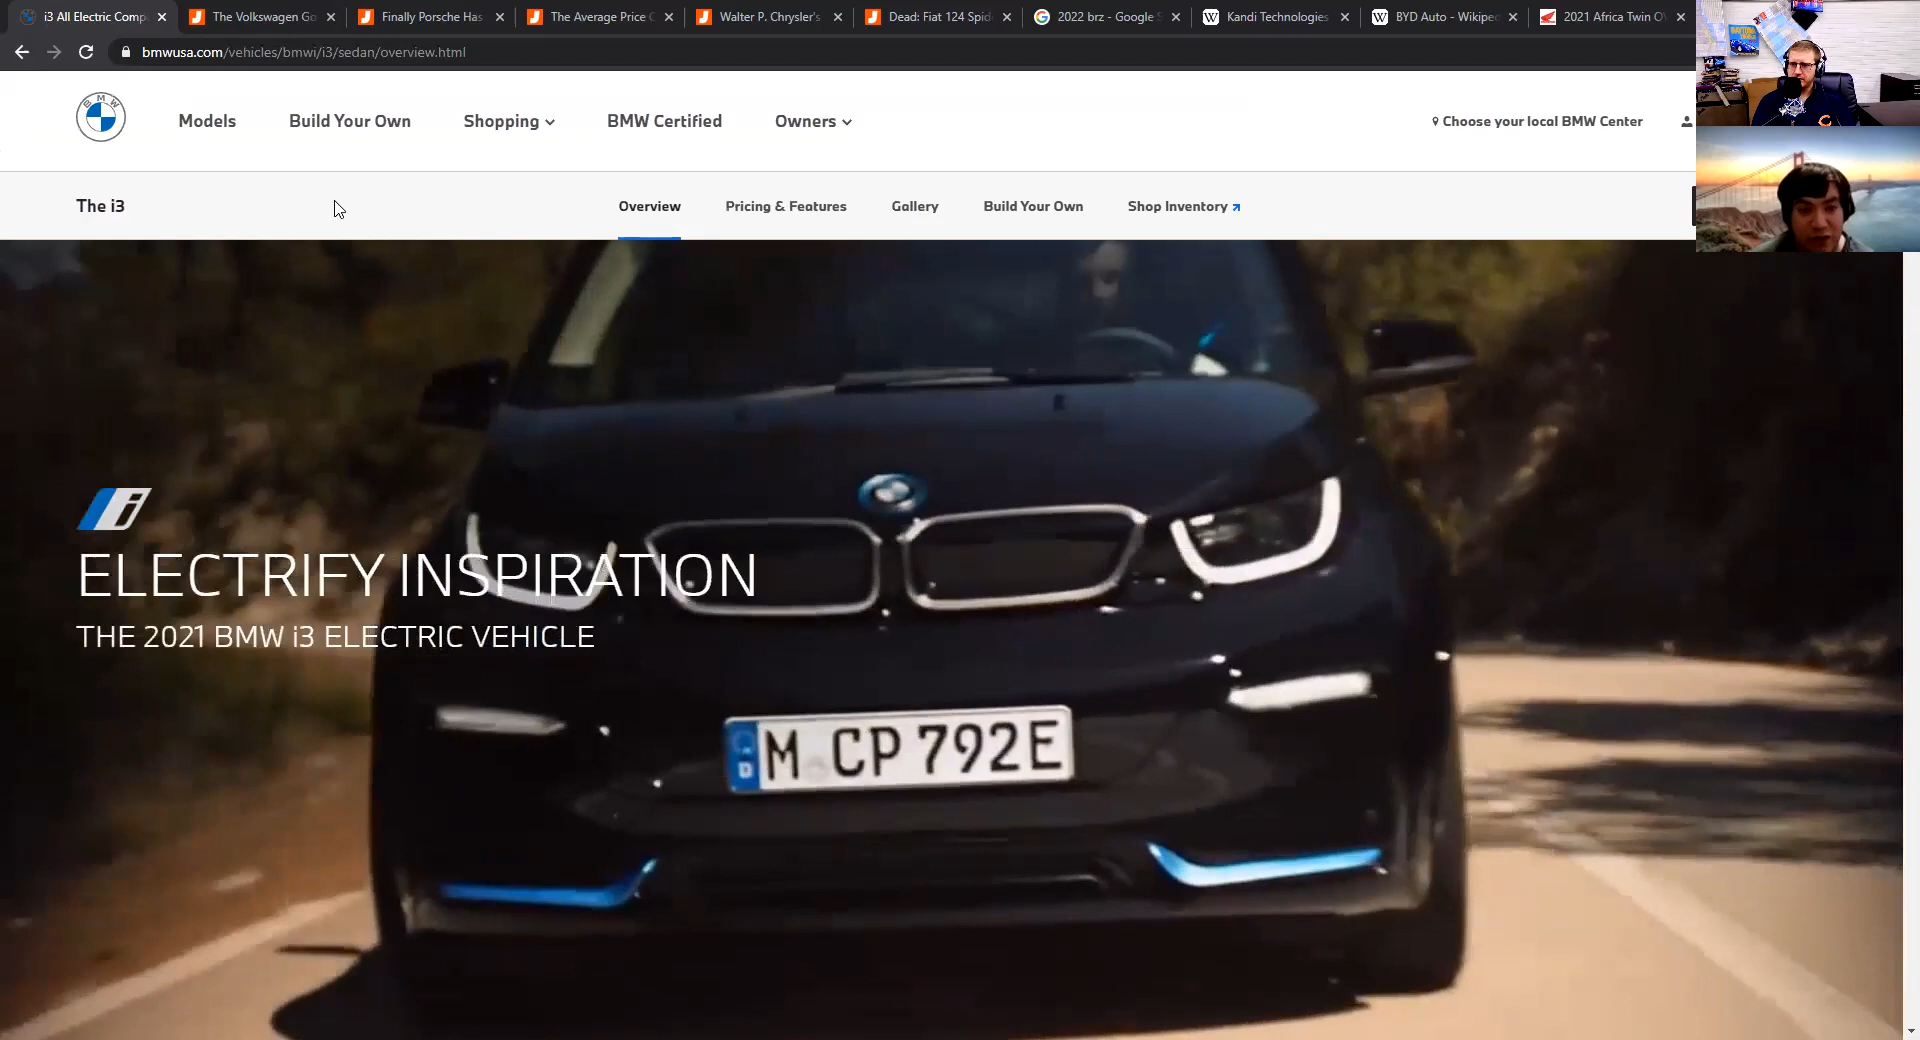 i3 All Electric Comp
The Volkswagen Go
Finally Porsche Has
The Average Price C
Walter P. Chrysler's
Dead: Fiat 124 Spid
2022 brz - Google S
Kandi Technologies
BYD Auto - Wikiped
2021 Africa Twin O
bmwusa.com/vehicles/bmwi/i3/sedan/overview.html
BMW
Models
Build Your Own
Shopping
BMW Certified
Owners
Choose your local BMW Center
The i3
Overview
Pricing & Features
Gallery
Build Your Own
Shop Inventory
i
ELECTRIFY INSPIRATION
THE 2021 BMW i3 ELECTRIC VEHICLE
D M CP 792E